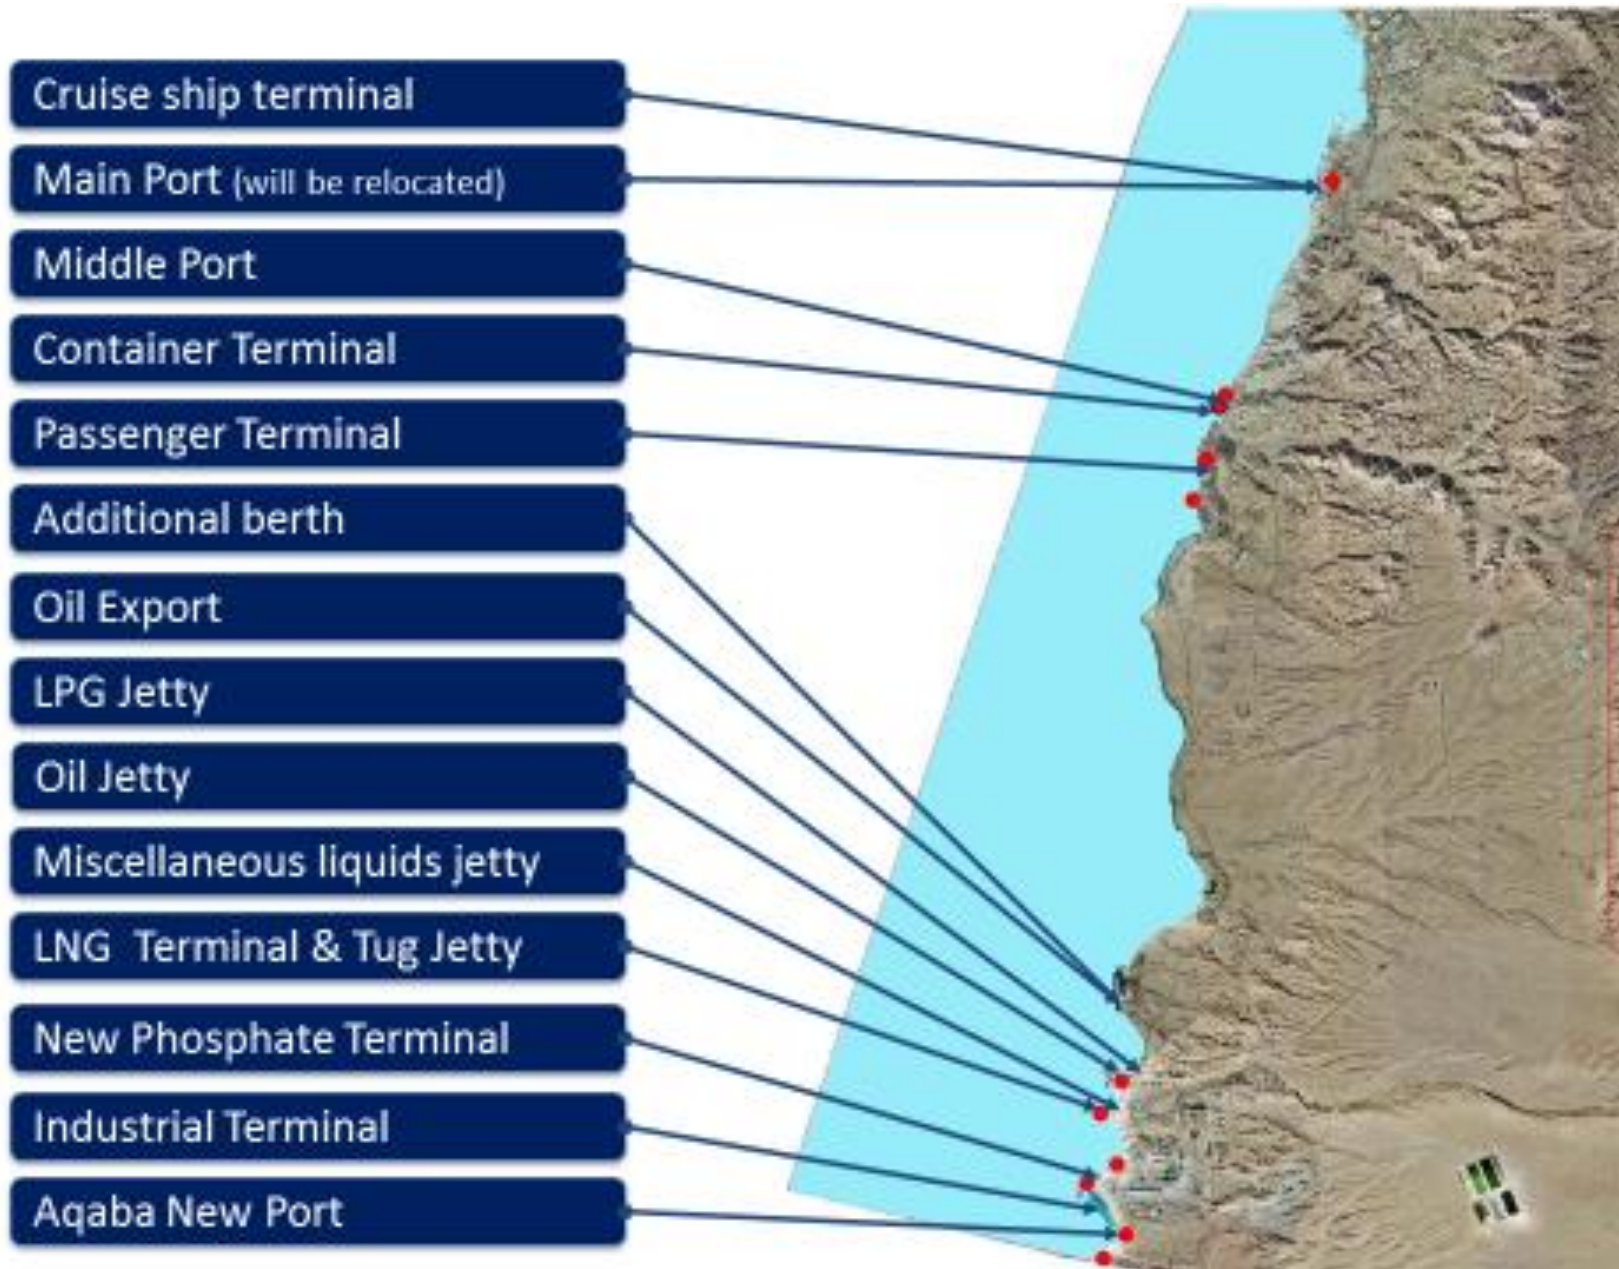 Cruise ship terminal
Main Port (will be relocated)
Middle Port
Container Terminal
Passenger Terminal
Additional berth
Oil Export
LPG Jetty
Oil Jetty
Miscellaneous liquids jetty
LNG Terminal & Tug Jetty
New Phosphate Terminal
Industrial Terminal
Aqaba New Port